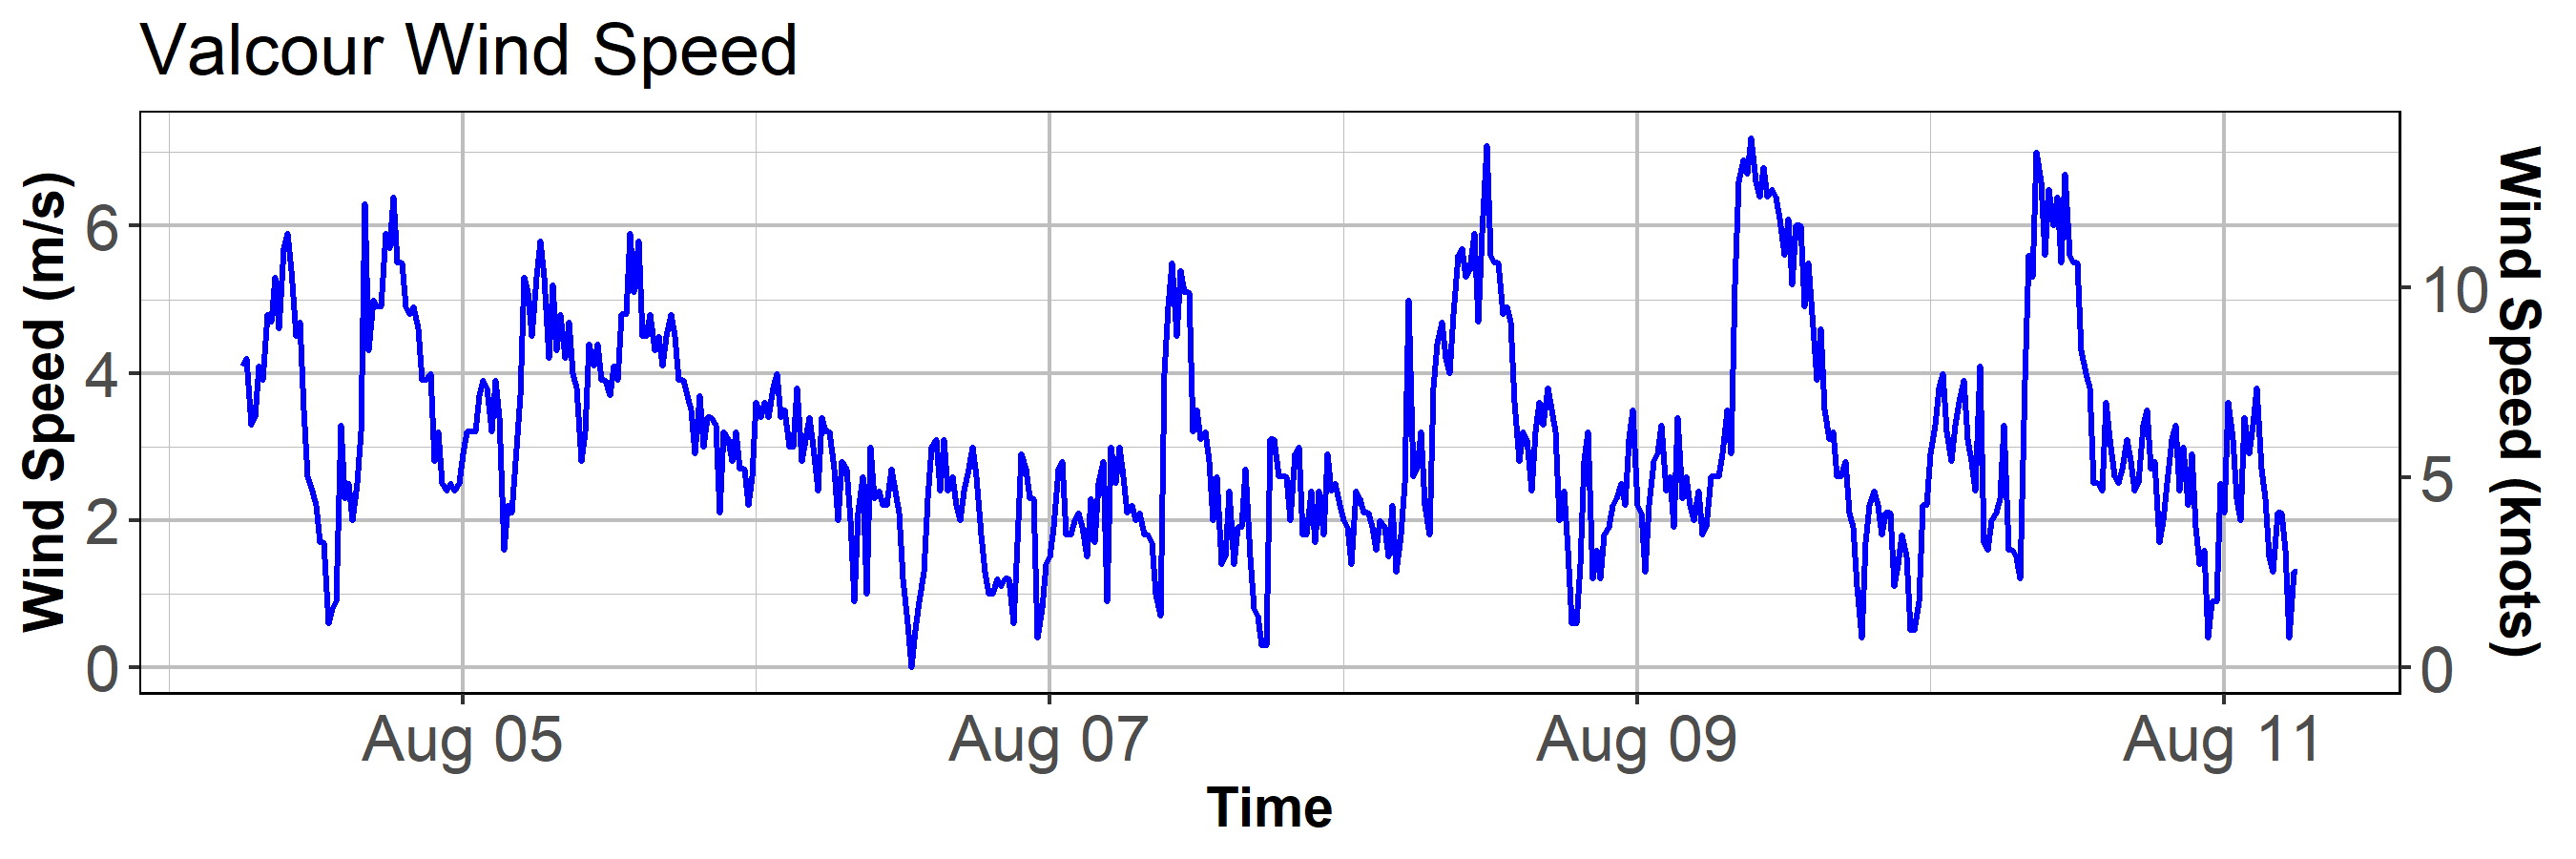 Valcour Wind Speed
Wind Speed (m/s)
6
4
2
0
Wind Speed (knots)
10
5
0
Aug 05
Aug 07
Aug 09
Aug 11
Time